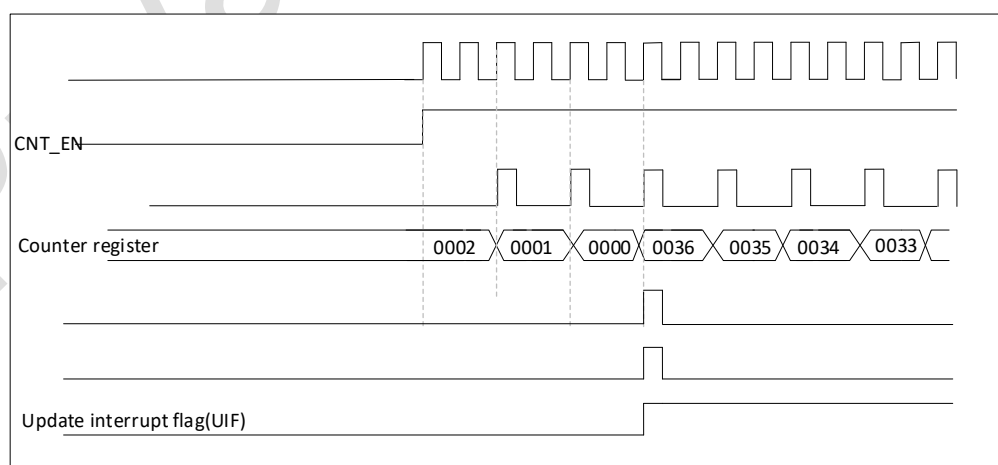 CNT_EN
Counter register 0002 0001 0000 0036 0035 0034 0033
Update interrupt flag(UIF)